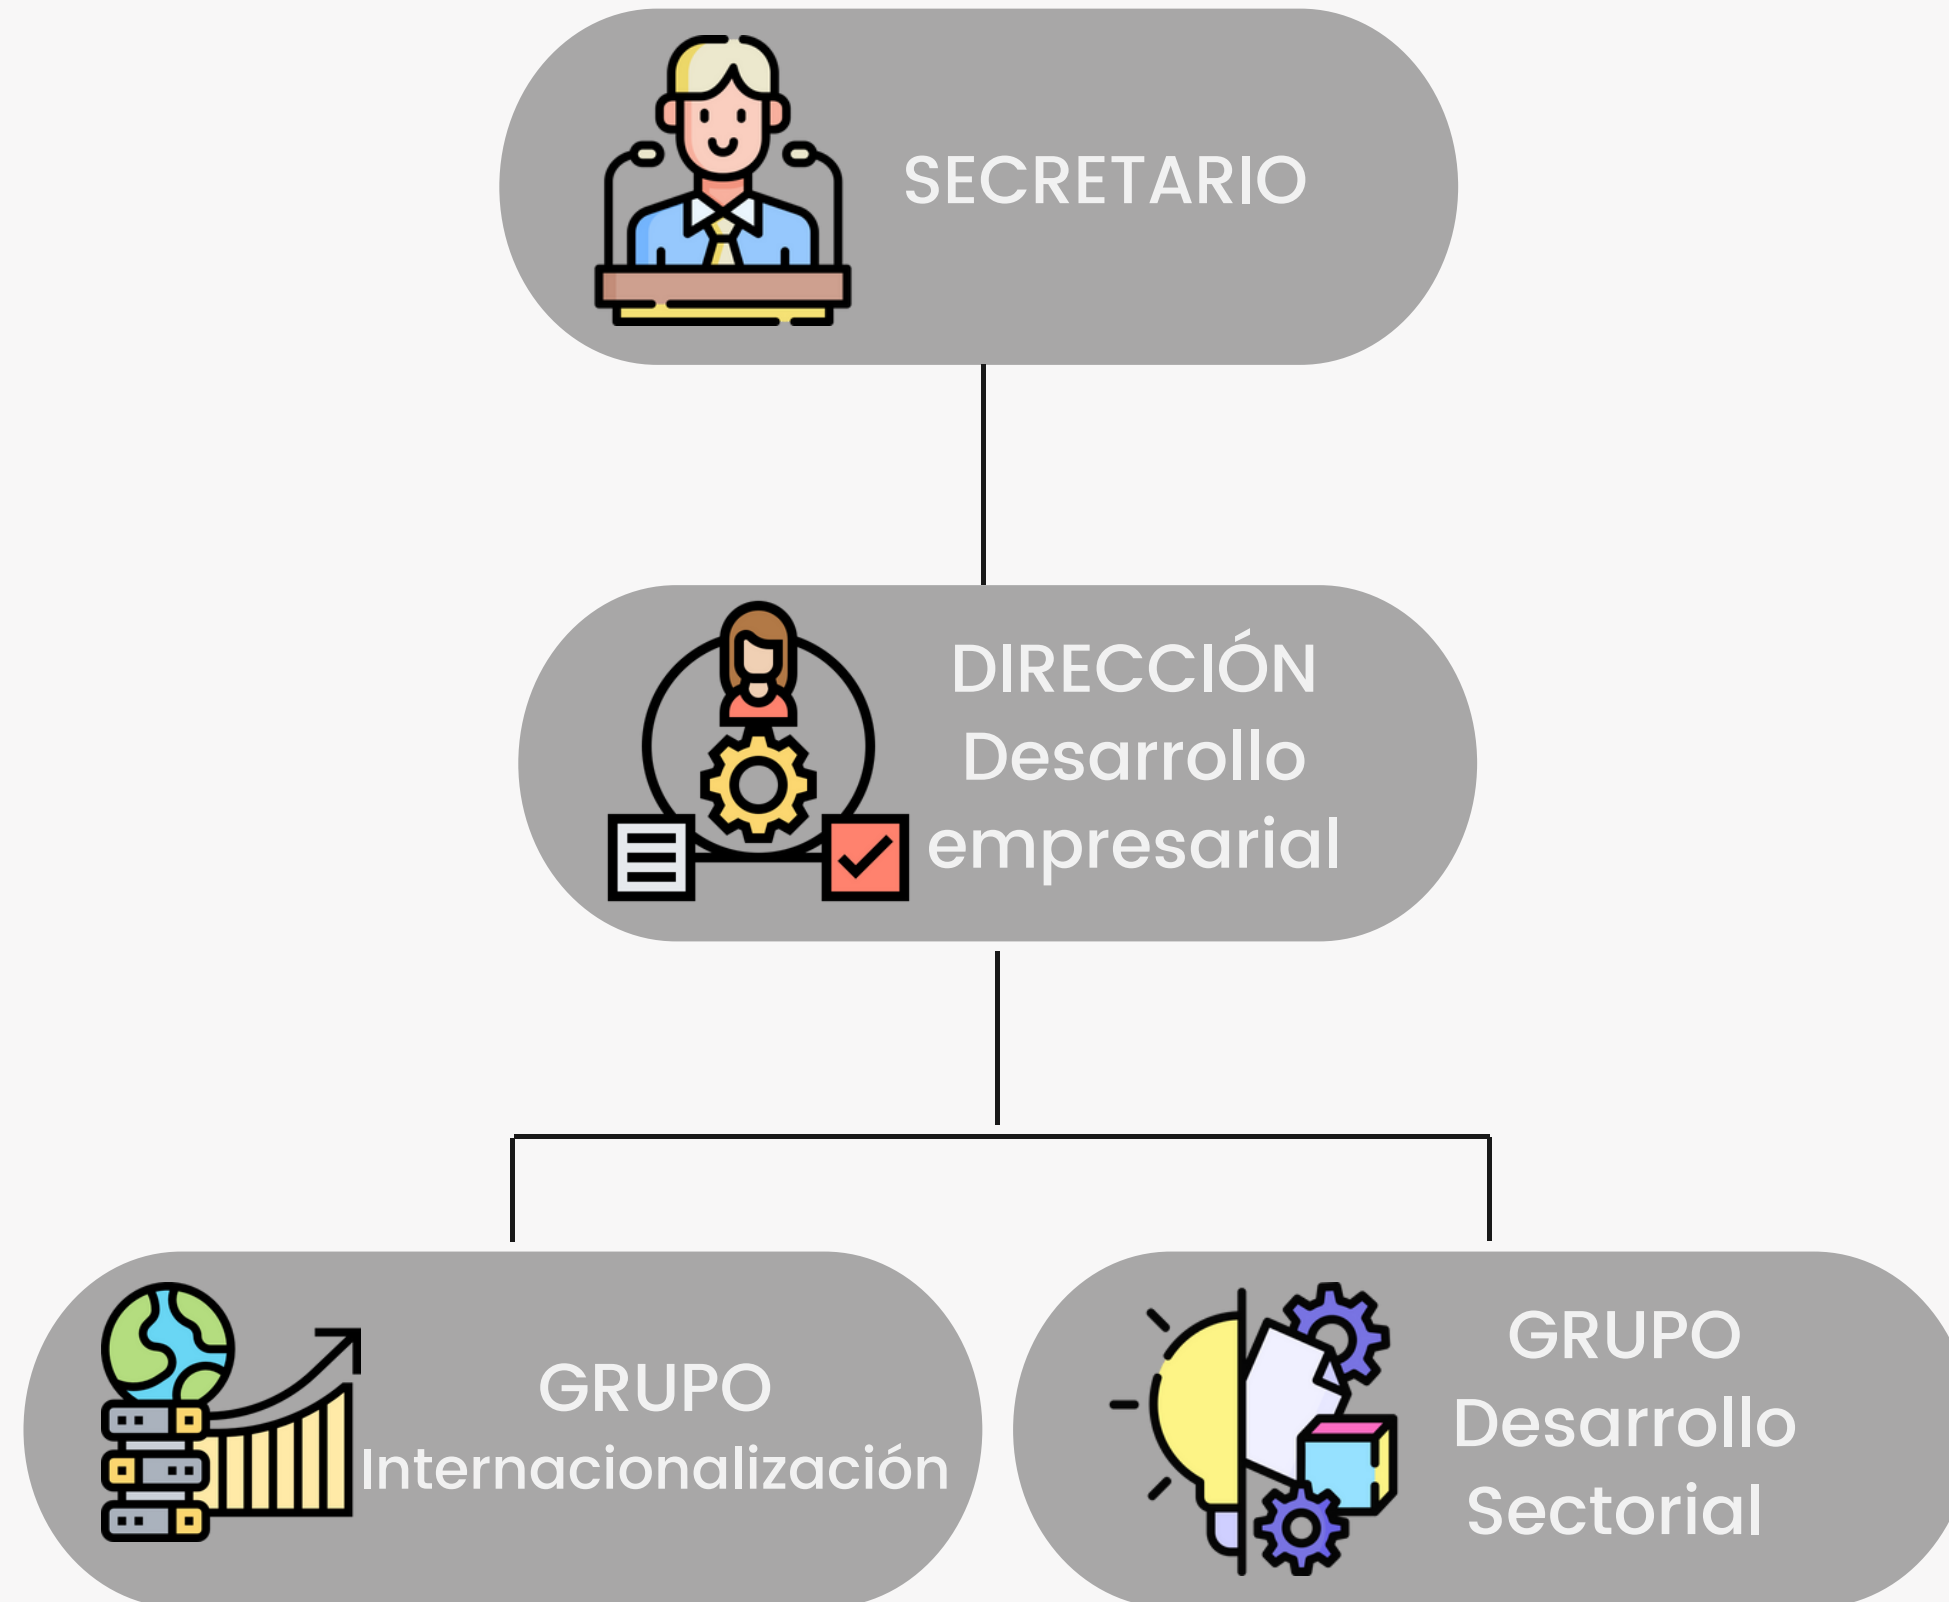 SECRETARIO
DIRECCIÓN
Desarrollo
empresarial
GRUPO
Internacionalización
GRUPO
Desarrollo
Sectorial